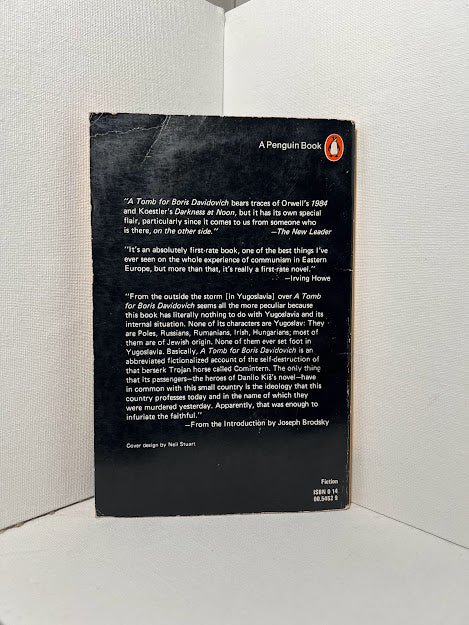 A Penguin Book
"A Tomb for Boris Davidovich bears traces of Orwell's 1984
and Koestler's Darkness at Noon, but it has its own special
flair, particularly since it comes to us from someone who
is there, on the other side." —The New Leader
"It's an absolutely first-rate book, one of the best things I've
ever seen on the whole experience of communism in Eastern
Europe, but more than that, it's really a first-rate novel."
—Irving Howe
"From the outside the storm [in Yugoslavia] over A Tomb
for Boris Davidovich seems all the more peculiar because
this book has literally nothing to do with Yugoslavia and its
internal situation. None of its characters are Yugoslav: They
are Poles, Russians, Rumanians, Irish, Hungarians; most
of them are of Jewish origin. None of them ever set foot in
Yugoslavia. Basically, A Tomb for Boris Davidovich is an
abbreviated fictionalized account of the self-destruction of
that berserk Trojan horse called Comintern. The only thing
that its passengers—the heroes of Danilo Kiš's novel—have
in common with this small country is the ideology that this
country professes today and in the name of which they
were murdered yesterday. Apparently, that was enough to
infuriate the faithful."
—From the Introduction by Joseph Brodsky
Cover design by Neil Stuart
Fiction
ISBN 0 14
00.5452 9